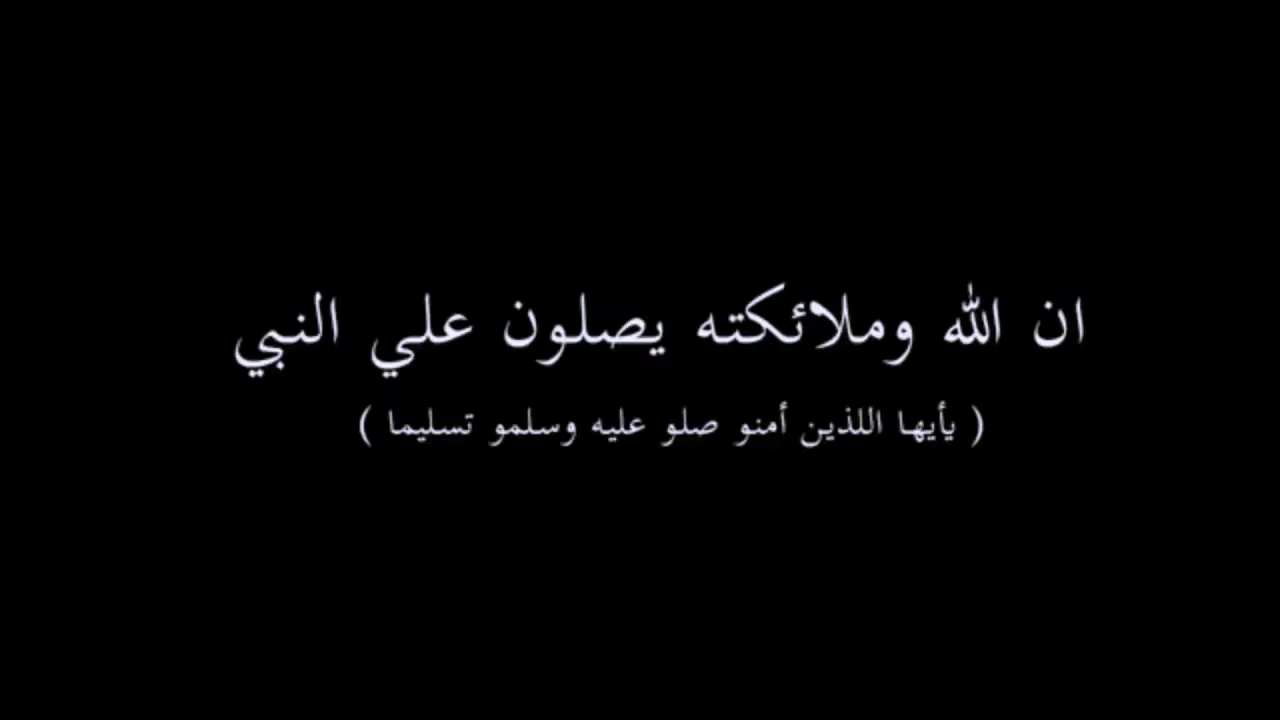 ان الله وملائكته يصلون علي النبي
( يأيها اللذين أمنو صلو عليه وسلمو تسليما )